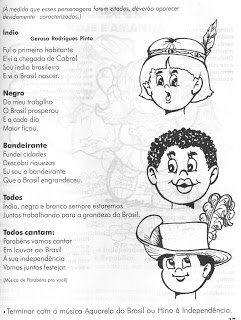 (À medida que esses personagens forem citados, deverão aparecer
devidamente caracterizados.)
Índio
Gerusa Rodrigues Pinto
Fui o primeiro habitante
E vi a chegada de Cabral
Sou índio brasileiro
E vi o Brasil nascer.
Negro
Do meu trabalho
O Brasil prosperou
E a cada dia
Maior ficou.
Bandeirante
Fundei cidades
Descobri riquezas
Eu sou o bandeirante
Que o Brasil engrandeceu.
Todos
Índio, negro e branco sempre estaremos
Juntos trabalhando para a grandeza do Brasil.
Todos cantam:
Parabéns vamos cantar
Em louvor ao Brasil
A sua independência
Vamos juntos festejar.
(Música de Parabéns pra você)
• Terminar com a música Aquarela do Brasil ou Hino à Independência.